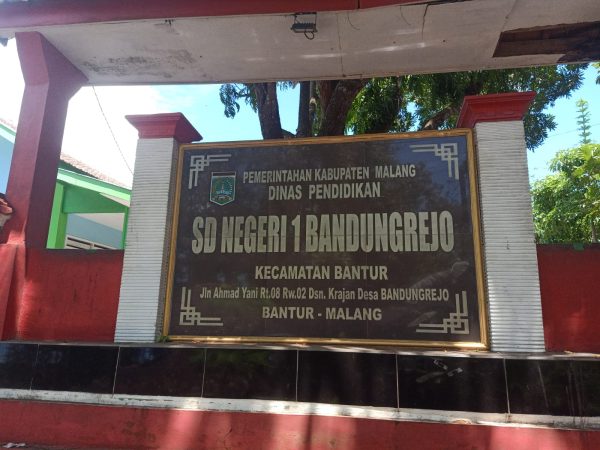 PEMERINTAHAN KABUPATEN MALANG
DINAS PENDIDIKAN
SD NEGERI 1 BANDUNGREJO
KECAMATAN BANTUR
Jln Ahmad Yani Rt.08 Rw.02 Dsn. Krajan Desa BANDUNGREJO
BANTUR - MALANG